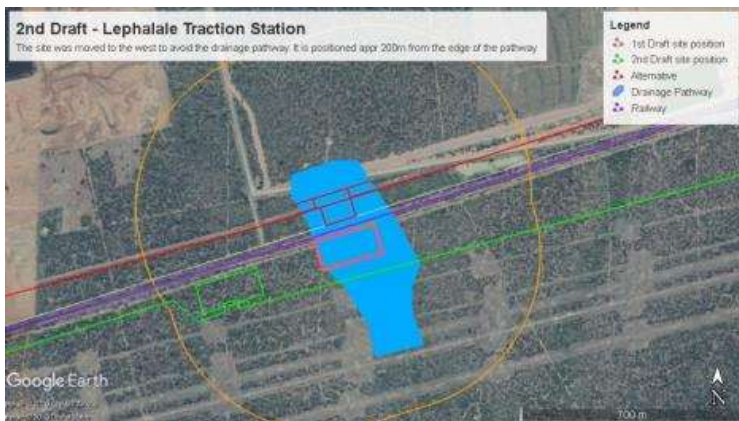 2nd Draft - Lephalale Traction Station
The site was moved to the west to avoid the drainage pathway. It is positioned appr 200m from the edge of the pathway
Legend
1st Draft site position
2nd Draft site position
Alternative
Drainage Pathway
Railway
Google Earth
700 m
N